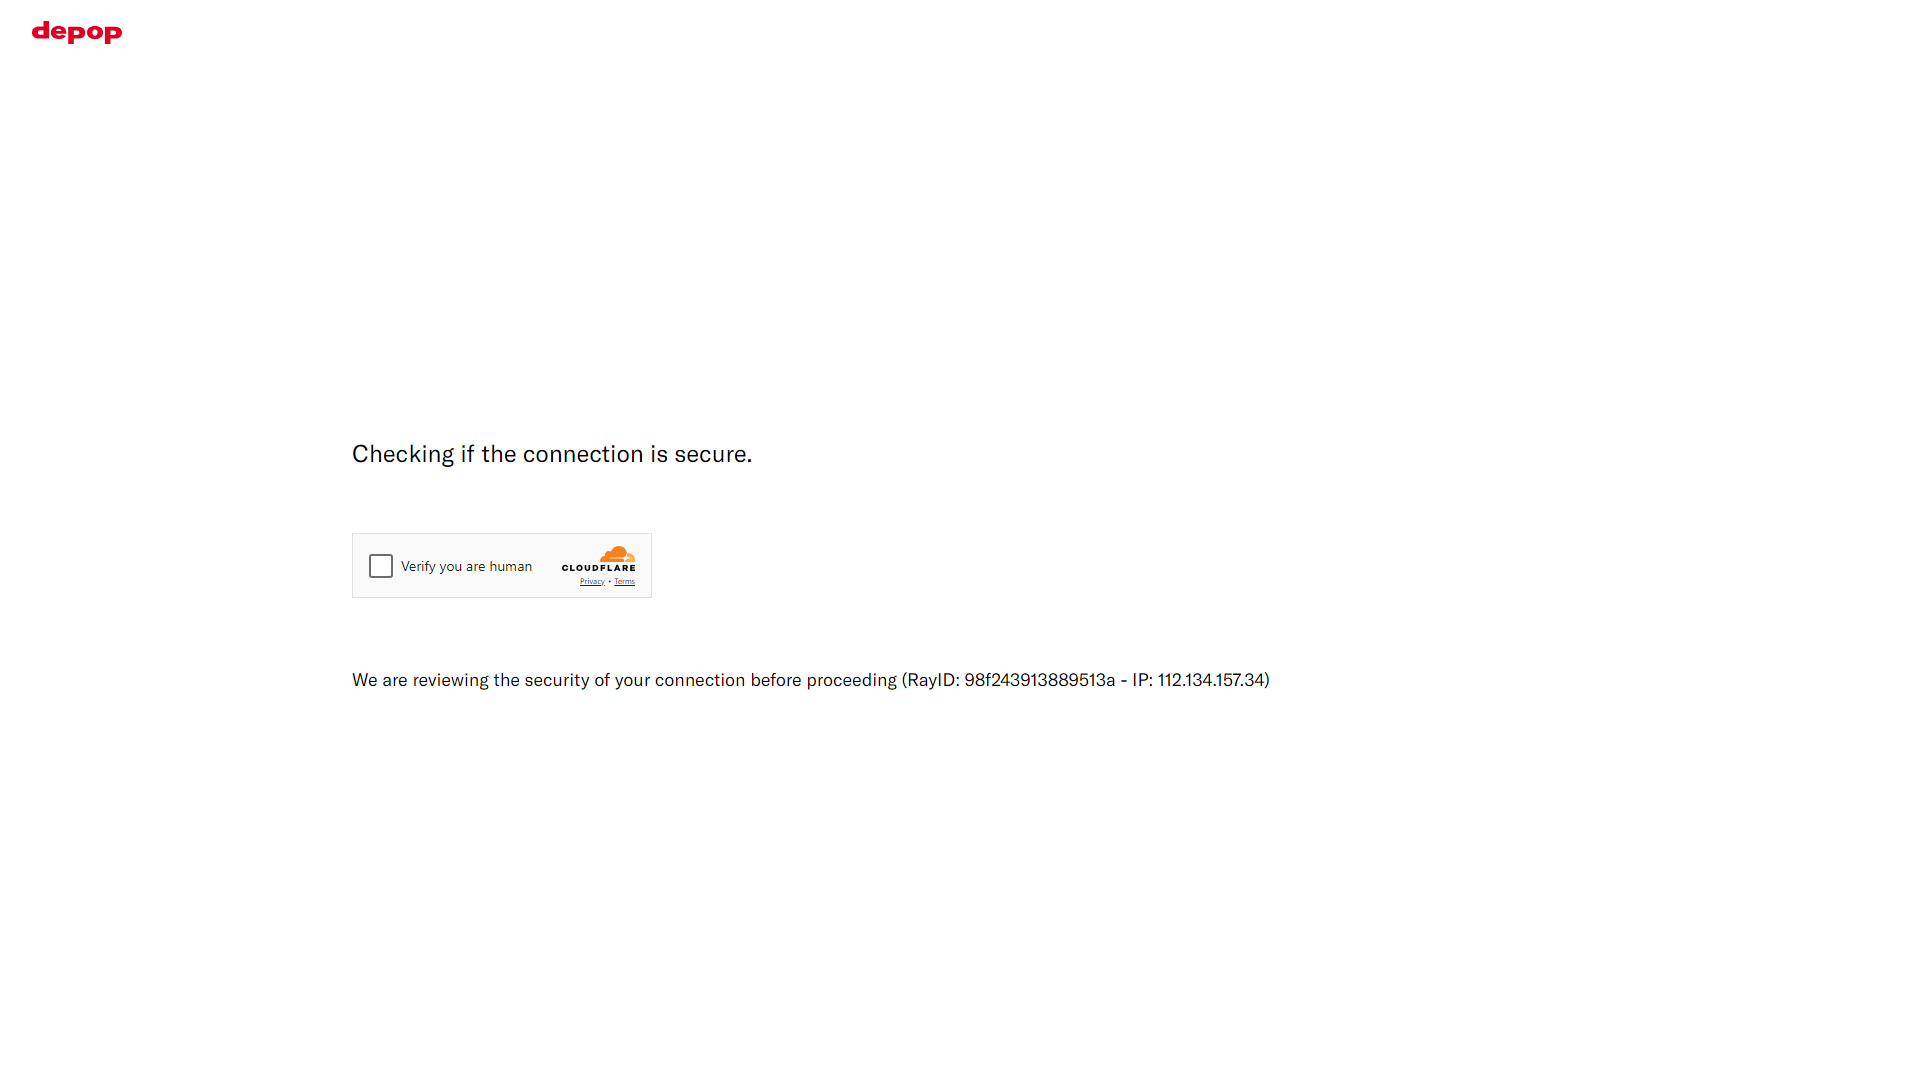 depop
Checking if the connection is secure.
Verify you are human
CLOUDFLARE
Privacy • Terms
We are reviewing the security of your connection before proceeding (RayID: 98f243913889513a - IP: 112.134.157.34)